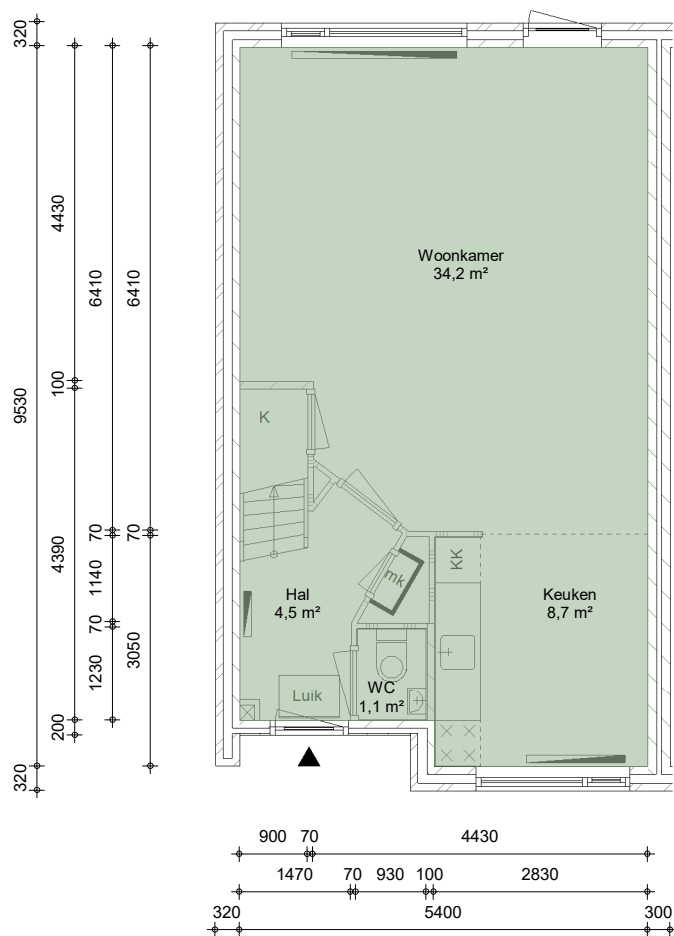 320
4430
6410
6410
100
9530
70
70
4390
1140
70
1230
3050
200
320
Woonkamer
34,2 m²
K
mk
KK
Hal
4,5 m²
Keuken
8,7 m²
Luik
WC
1,1 m²
900 70 4430
1470 70 930 100 2830
320 5400 300